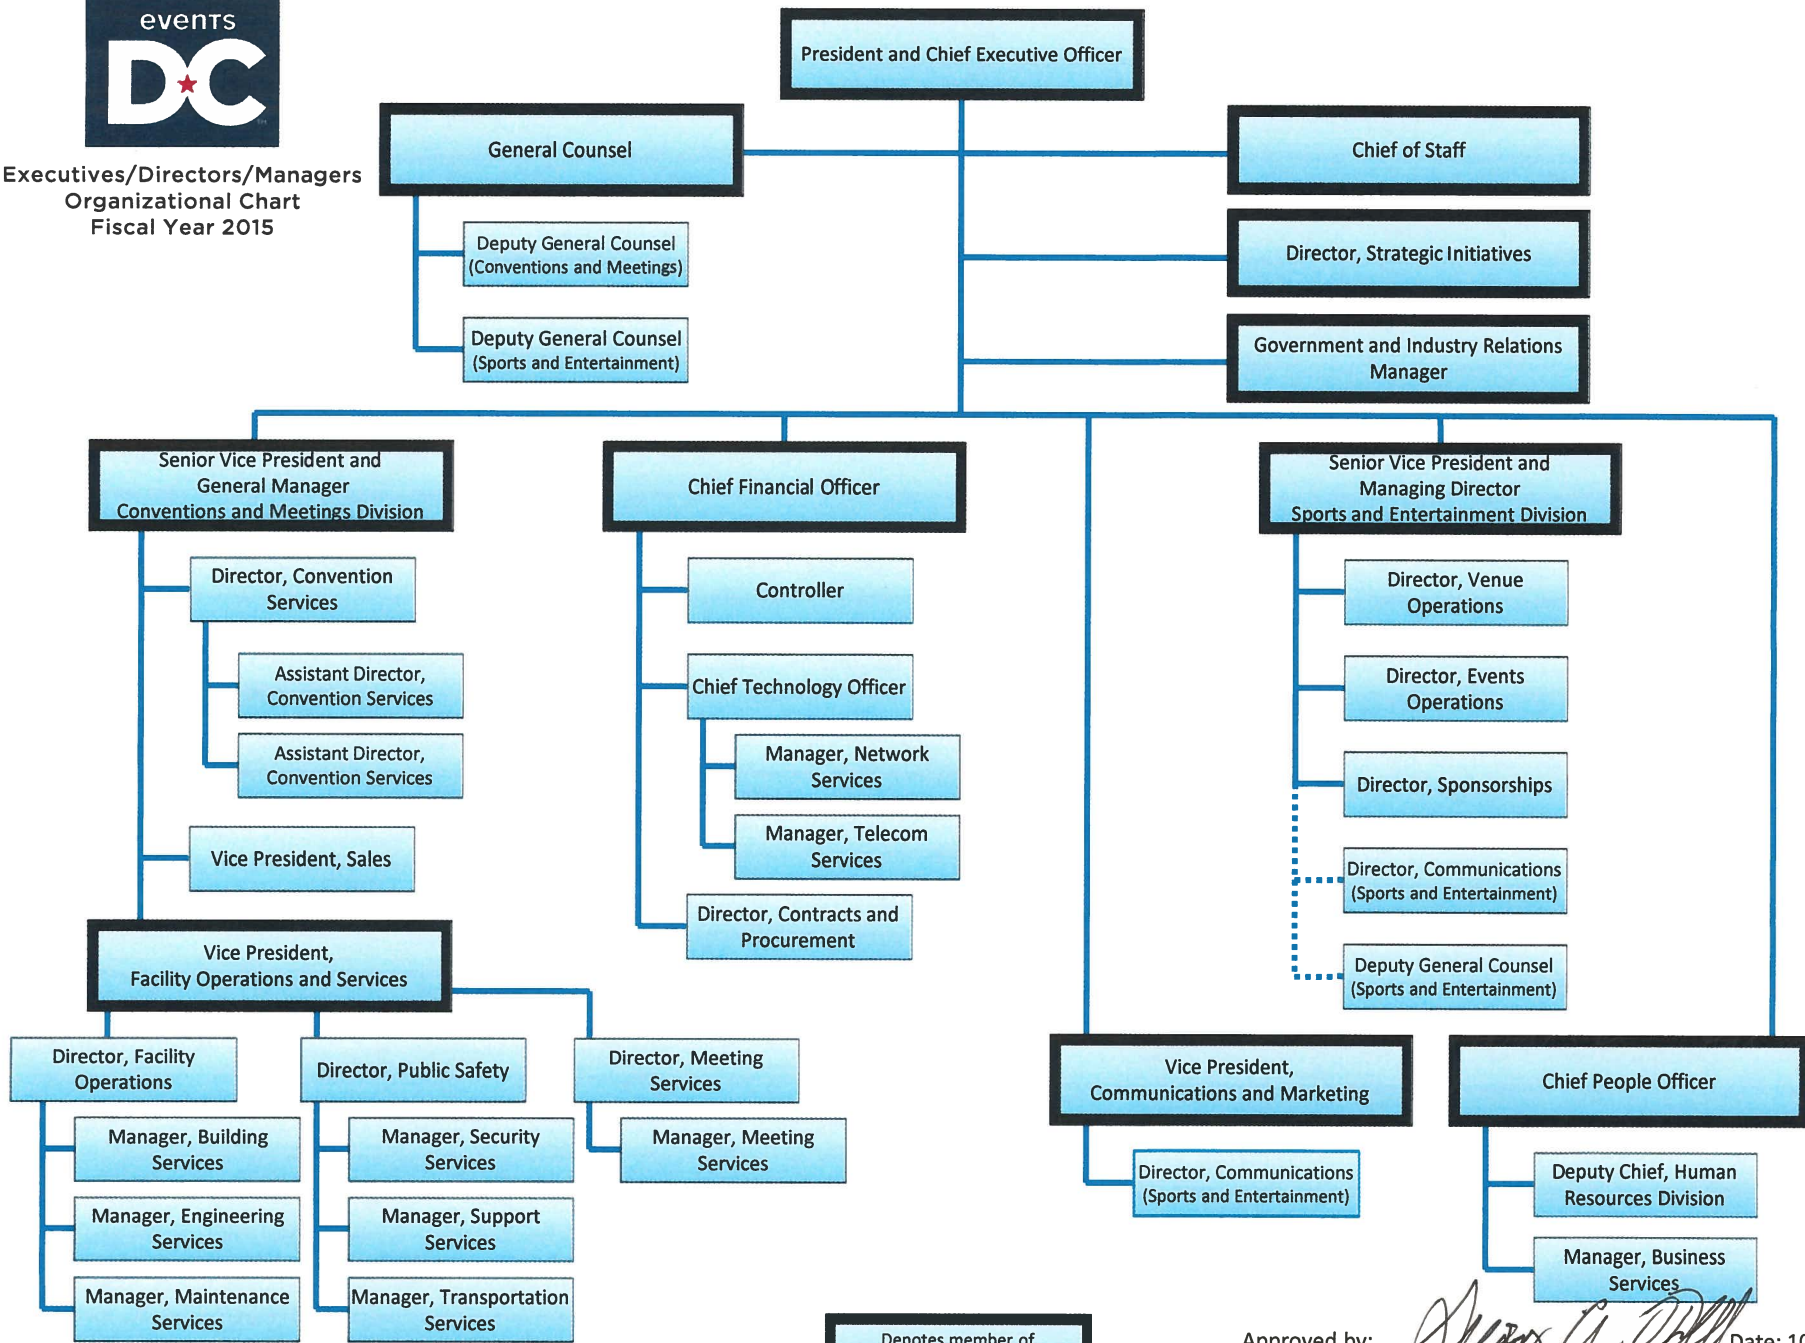 events
DC
Executives/Directors/Managers
Organizational Chart
Fiscal Year 2015
President and Chief Executive Officer
General Counsel
Chief of Staff
Deputy General Counsel
(Conventions and Meetings)
Director, Strategic Initiatives
Deputy General Counsel
(Sports and Entertainment)
Government and Industry Relations
Manager
Senior Vice President and
General Manager
Conventions and Meetings Division
Director, Convention
Services
Assistant Director,
Convention Services
Assistant Director,
Convention Services
Vice President, Sales
Vice President,
Facility Operations and Services
Director, Facility
Operations
Manager, Building
Services
Manager, Engineering
Services
Manager, Maintenance
Services
Director, Public Safety
Manager, Security
Services
Manager, Support
Services
Manager, Transportation
Services
Director, Meeting
Services
Manager, Meeting
Services
Chief Financial Officer
Controller
Chief Technology Officer
Manager, Network
Services
Manager, Telecom
Services
Director, Contracts and
Procurement
Senior Vice President and
Managing Director
Sports and Entertainment Division
Director, Venue
Operations
Director, Events
Operations
Director, Sponsorships
Director, Communications
(Sports and Entertainment)
Deputy General Counsel
(Sports and Entertainment)
Vice President,
Communications and Marketing
Director, Communications
(Sports and Entertainment)
Chief People Officer
Deputy Chief, Human
Resources Division
Manager, Business
Services
Denotes member of
Approved by:
Date: 10